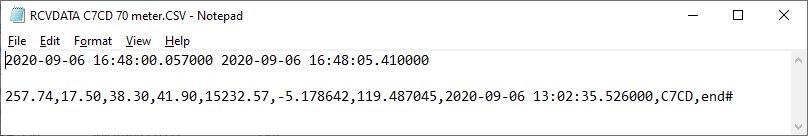 RCVDATA C7CD 70 meter.CSV - Notepad
File Edit Format View Help
2020-09-06 16:48:00.057000 2020-09-06 16:48:05.410000
257.74,17.50,38.30,41.90,15232.57,-5.178642,119.487045,2020-09-06 13:02:35.526000,C7CD,end#